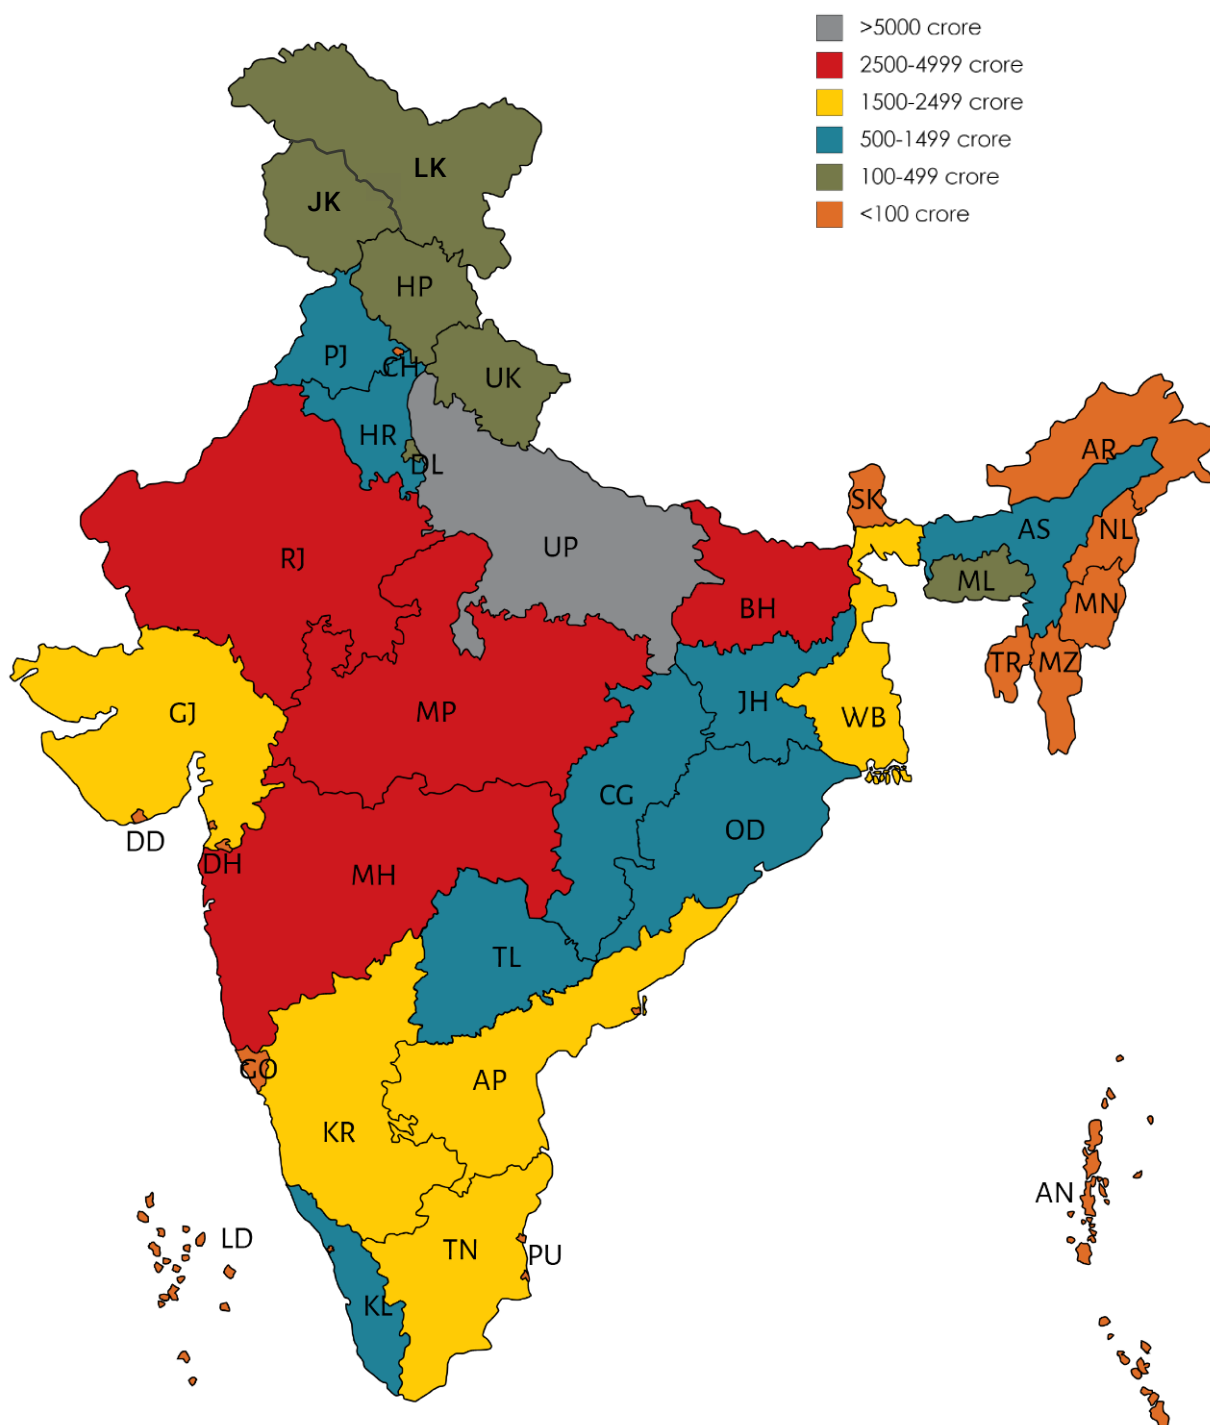 >5000 crore
2500-4999 crore
1500-2499 crore
500-1499 crore
100-499 crore
<100 crore
LK
JK
HP
PJ
CH
UK
HR
DL
AR
SK
AS
NL
RJ
UP
ML
BH
MN
TR
MZ
GJ
MP
JH
WB
CG
OD
DD
DH
MH
TL
GO
AP
KR
AN
LD
TN
PU
KL